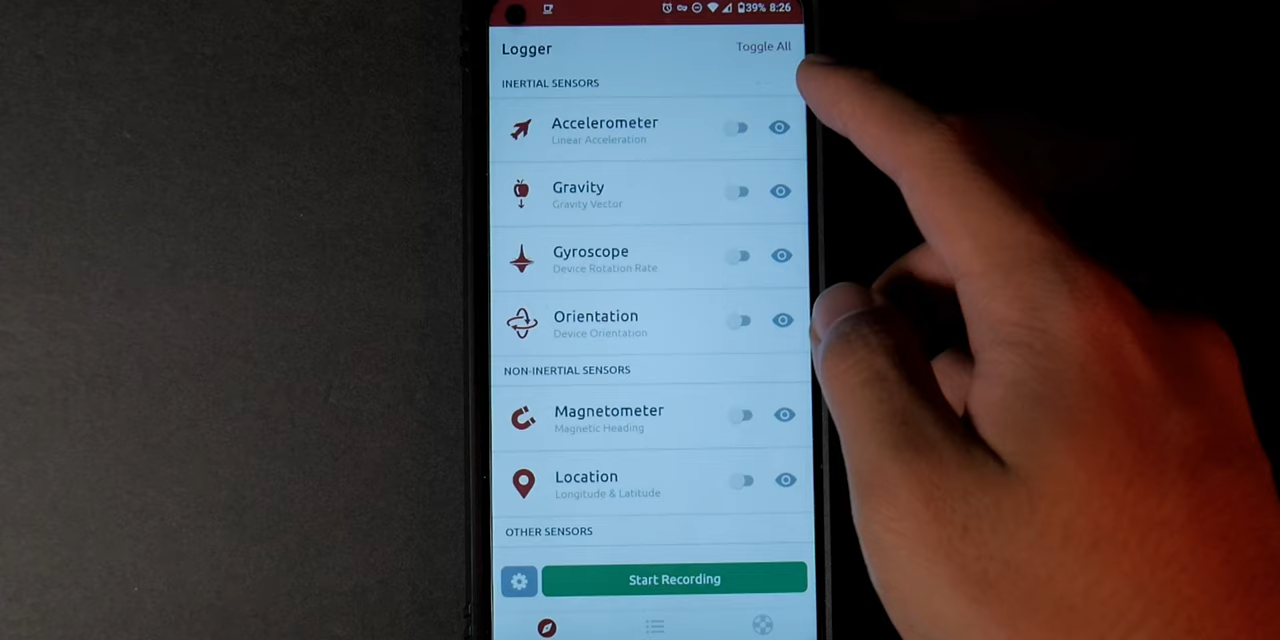 39% 8:26
Logger
Toggle All
INERTIAL SENSORS
Accelerometer
Linear Acceleration
Gravity
Gravity Vector
Gyroscope
Device Rotation Rate
Orientation
Device Orientation
NON-INERTIAL SENSORS
Magnetometer
Magnetic Heading
Location
Longitude & Latitude
OTHER SENSORS
Start Recording